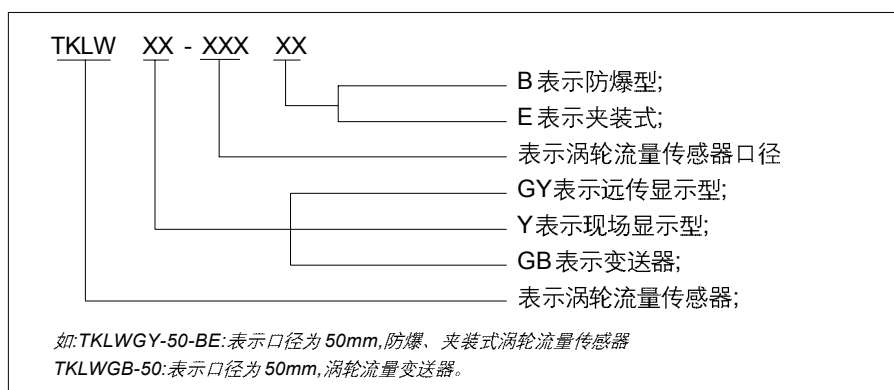 TKLW XX - XXX XX
B表示防爆型;
E表示夹装式;
表示涡轮流量传感器口径
GY表示远传显示型;
Y表示现场显示型;
GB表示变送器;
表示涡轮流量传感器;
如:TKLWGY-50-BE:表示口径为50mm,防爆、夹装式涡轮流量传感器
TKLWGB-50:表示口径为50mm,涡轮流量变送器。